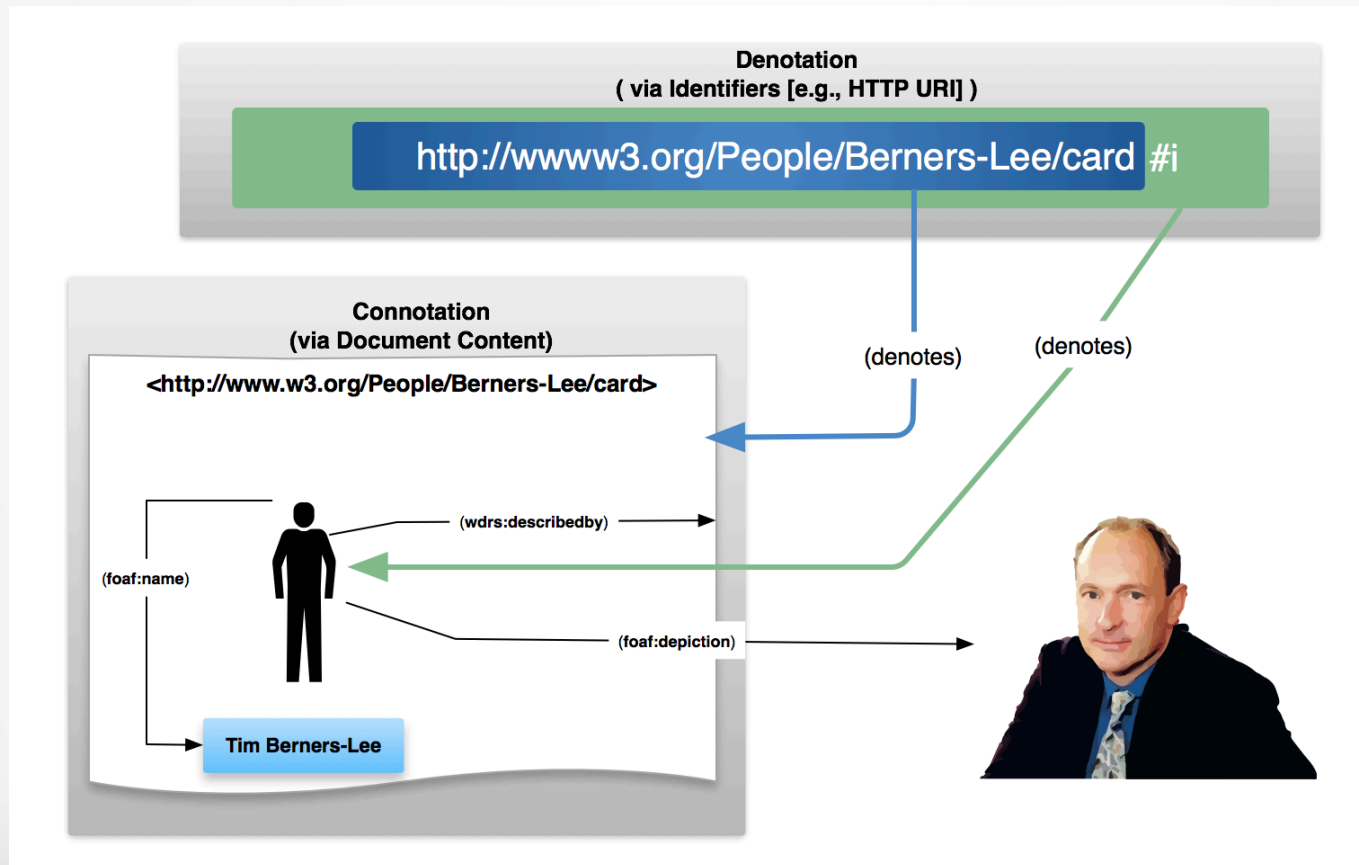 Denotation
( via Identifiers [e.g., HTTP URI] )
http://wwww3.org/People/Berners-Lee/card #i
Connotation
(via Document Content)
<http://www.w3.org/People/Berners-Lee/card>
(denotes)
(denotes)
(wdrs:describedby)
(foaf:name)
(foaf:depiction)
Tim Berners-Lee